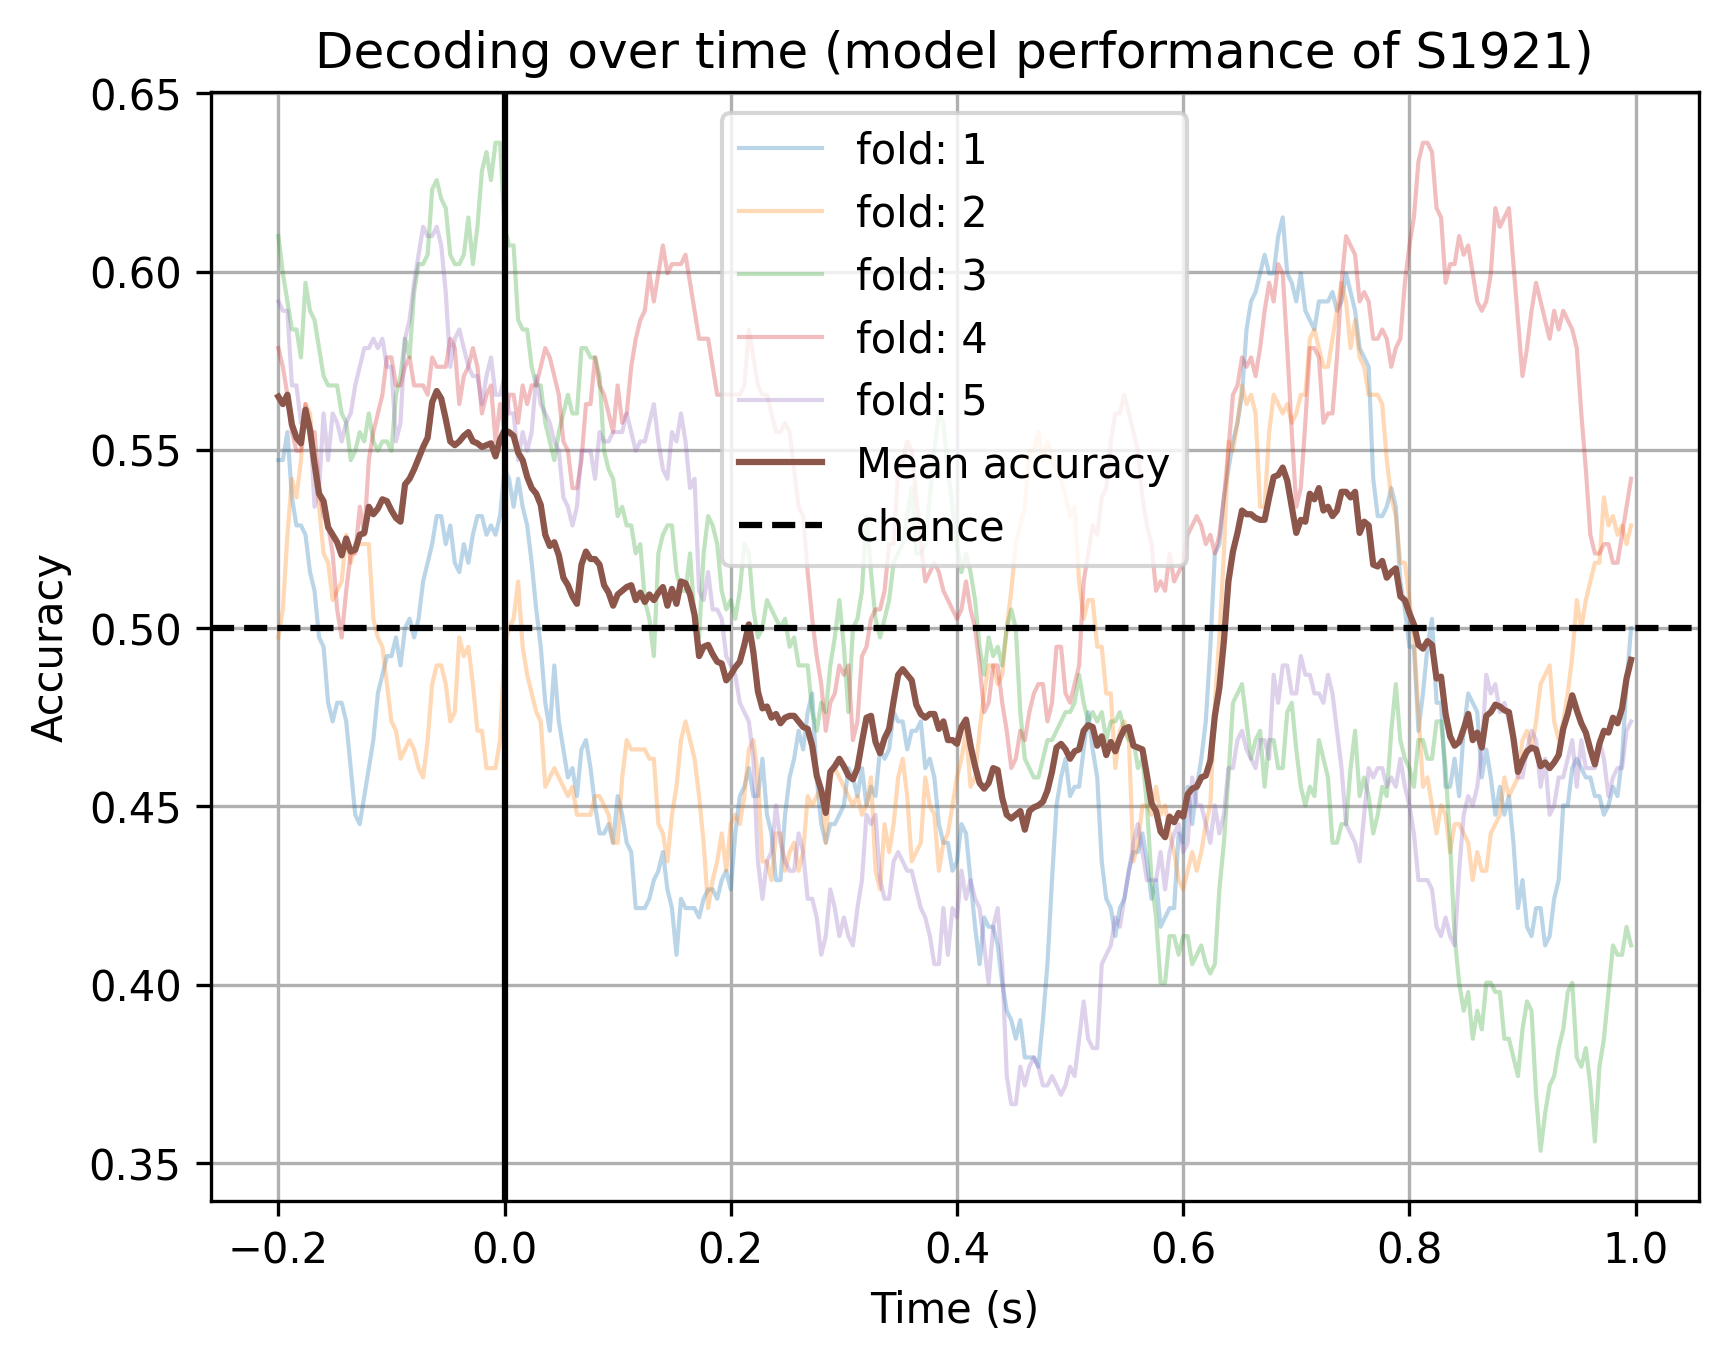 Decoding over time (model performance of S1921)
0.65
0.60
0.55
0.50
0.45
0.40
0.35
Accuracy
fold: 1
fold: 2
fold: 3
fold: 4
fold: 5
Mean accuracy
chance
−0.2 0.0 0.2 0.4 0.6 0.8 1.0
Time (s)